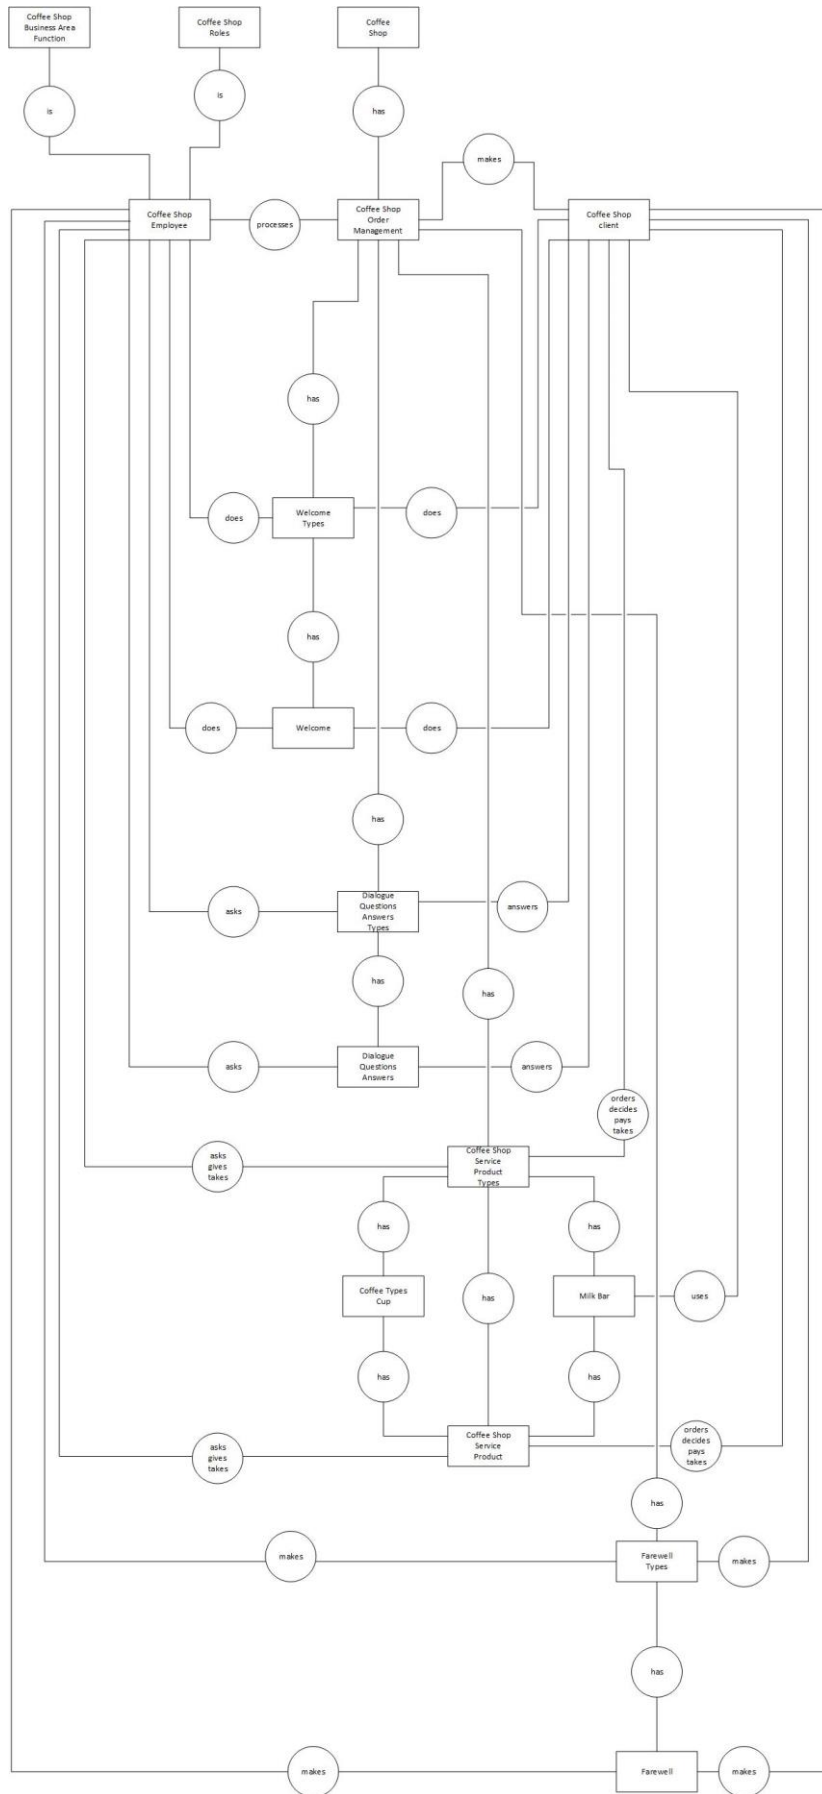 Coffee Shop
Business Area
Function
Coffee Shop
Roles
Coffee
Shop
is
is
has
makes
Coffee Shop
Employee
processes
Coffee Shop
Order
Management
Coffee Shop
client
has
does
Welcome
Types
does
has
does
Welcome
does
has
asks
Dialogue
Questions
Answers
Types
answers
has
has
asks
Dialogue
Questions
Answers
answers
orders
decides
pays
takes
asks
gives
takes
Coffee Shop
Service
Product
Types
has
has
Coffee Types
Cup
has
Milk Bar
uses
has
has
asks
gives
takes
Coffee Shop
Service
Product
orders
decides
pays
takes
has
makes
Farewell
Types
makes
has
makes
Farewell
makes